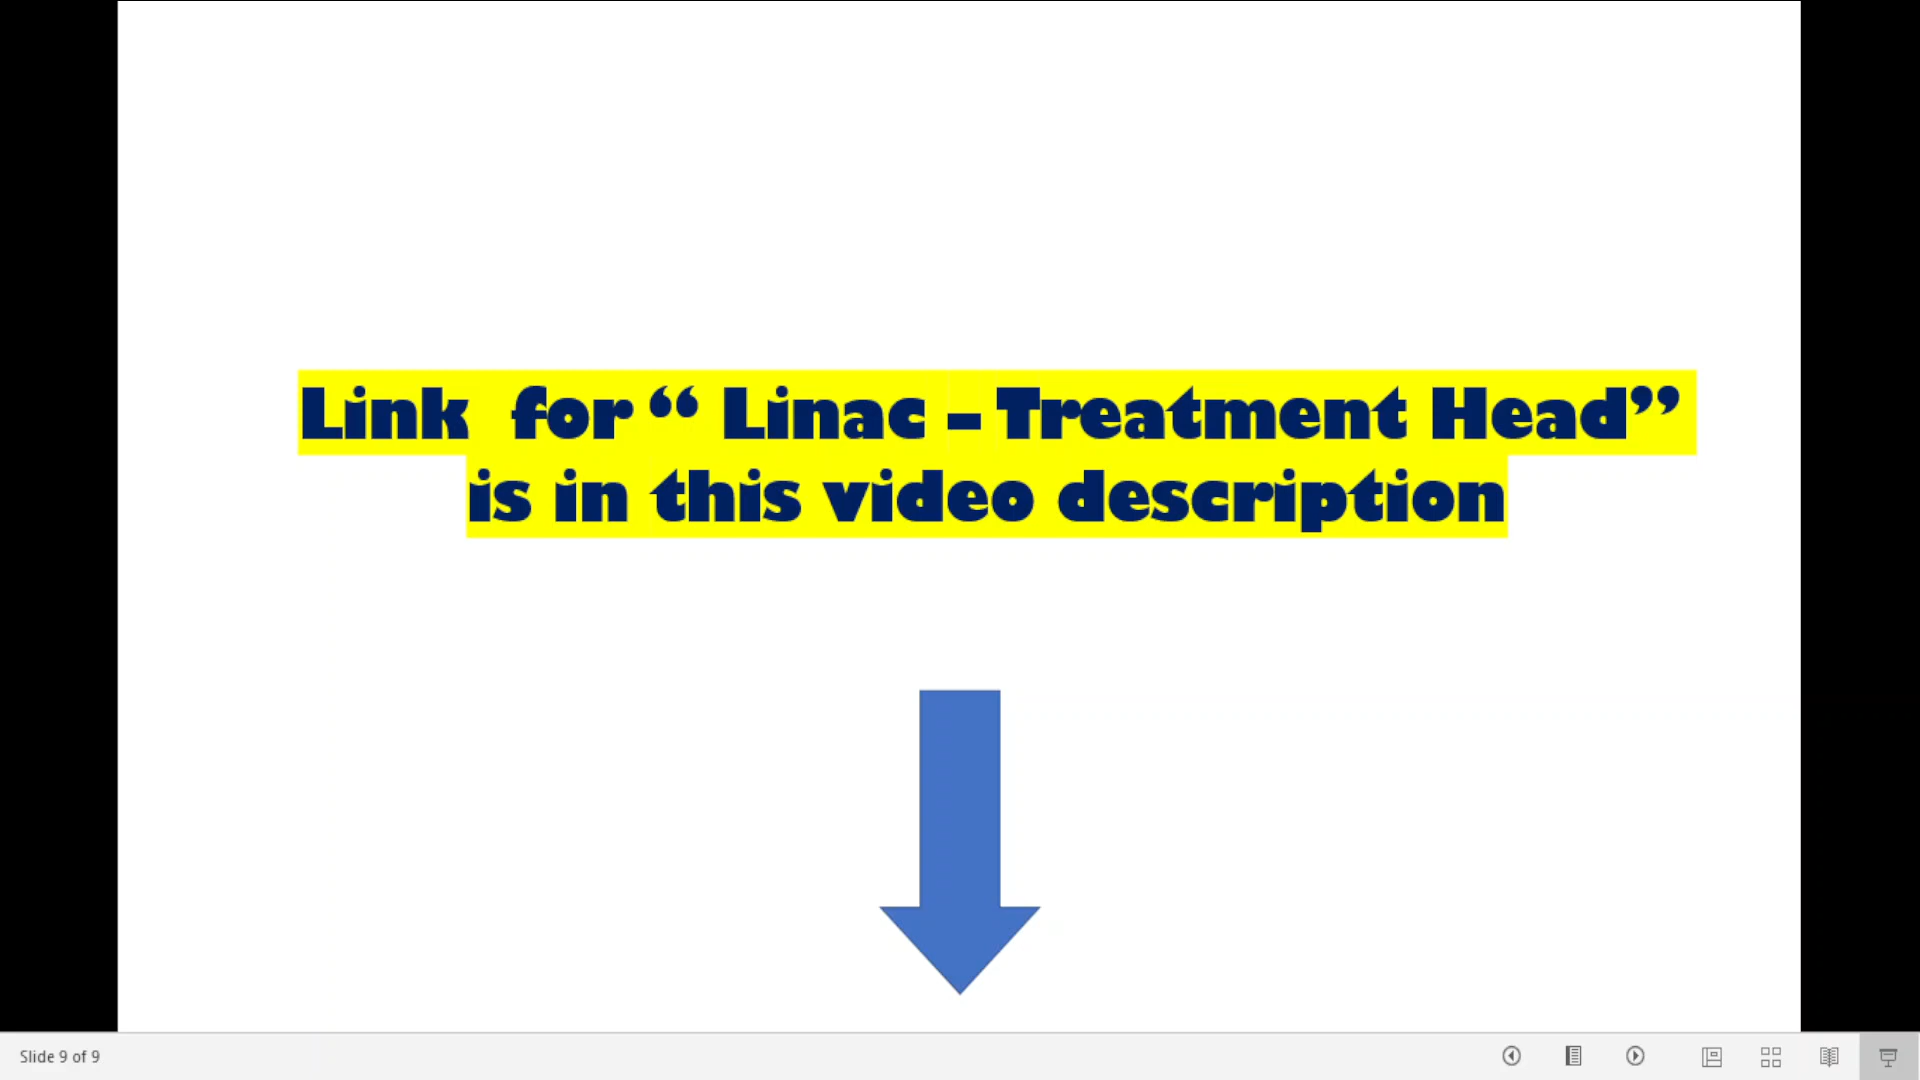 Link  for “ Linac – Treatment Head”
is in this video description
Slide 9 of 9